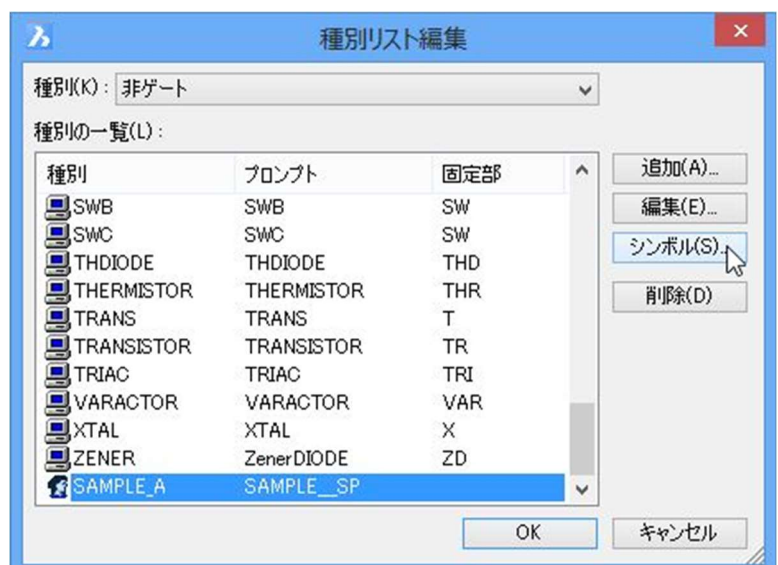 種別リスト編集
種別(K): 非ゲート
種別の一覧(L):
種別 プロンプト 固定部
SWB SWB SW
SWC SWC SW
THDIODE THDIODE THD
THERMISTOR THERMISTOR THR
TRANS TRANS T
TRANSISTOR TRANSISTOR TR
TRIAC TRIAC TRI
VARACTOR VARACTOR VAR
XTAL XTAL X
ZENER ZenerDIODE ZD
SAMPLE_A SAMPLE__SP
追加(A)...
編集(E)...
シンボル(S)...
削除(D)
OK キャンセル